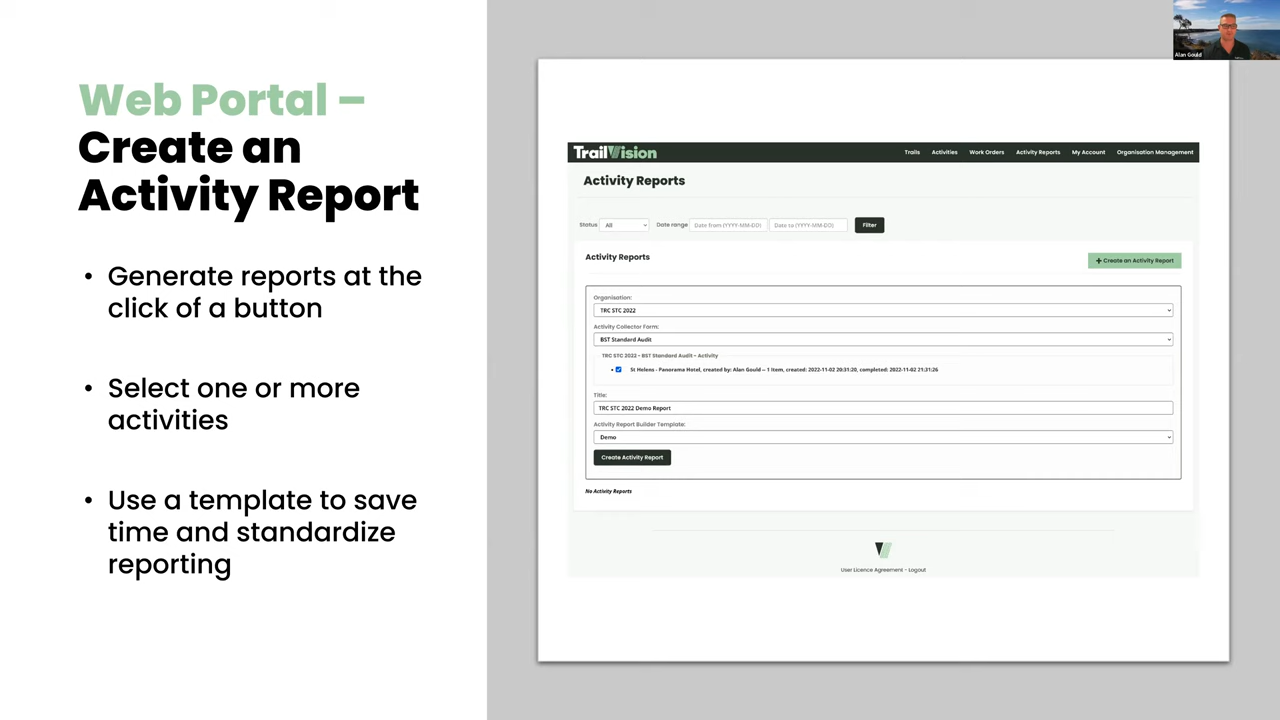 Web Portal –
Create an
Activity Report
• Generate reports at the
click of a button
• Select one or more
activities
• Use a template to save
time and standardize
reporting
Alan Gould
TrailVision
Trails Activities Work Orders Activity Reports My Account Organisation Management
Activity Reports
Status All Date range Date from (YYYY-MM-DD) Date to (YYYY-MM-DD) Filter
Activity Reports
+ Create an Activity Report
Organisation:
TRC STC 2022
Activity Collector Form:
BST Standard Audit
TRC STC 2022 - BST Standard Audit - Activity
• St Helens - Panorama Hotel, created by: Alan Gould -- 1 Item, created: 2022-11-02 20:31:20, completed: 2022-11-02 21:31:26
Title:
TRC STC 2022 Demo Report
Activity Report Builder Template:
Demo
Create Activity Report
No Activity Reports
User Licence Agreement - Logout